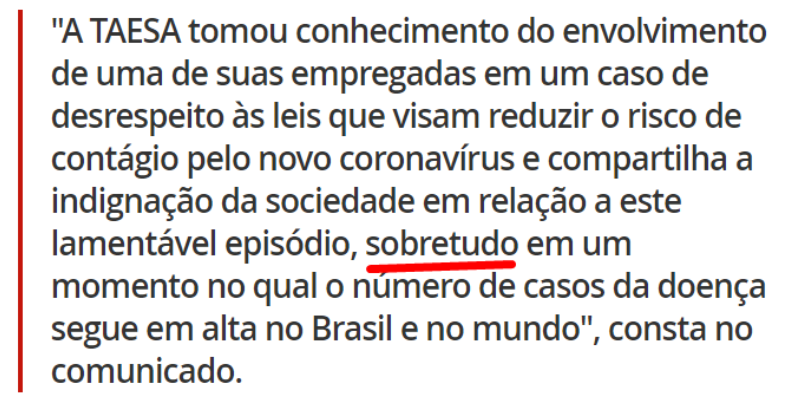 "A TAESA tomou conhecimento do envolvimento
de uma de suas empregadas em um caso de
desrespeito às leis que visam reduzir o risco de
contágio pelo novo coronavírus e compartilha a
indignação da sociedade em relação a este
lamentável episódio, sobretudo em um
momento no qual o número de casos da doença
segue em alta no Brasil e no mundo", consta no
comunicado.